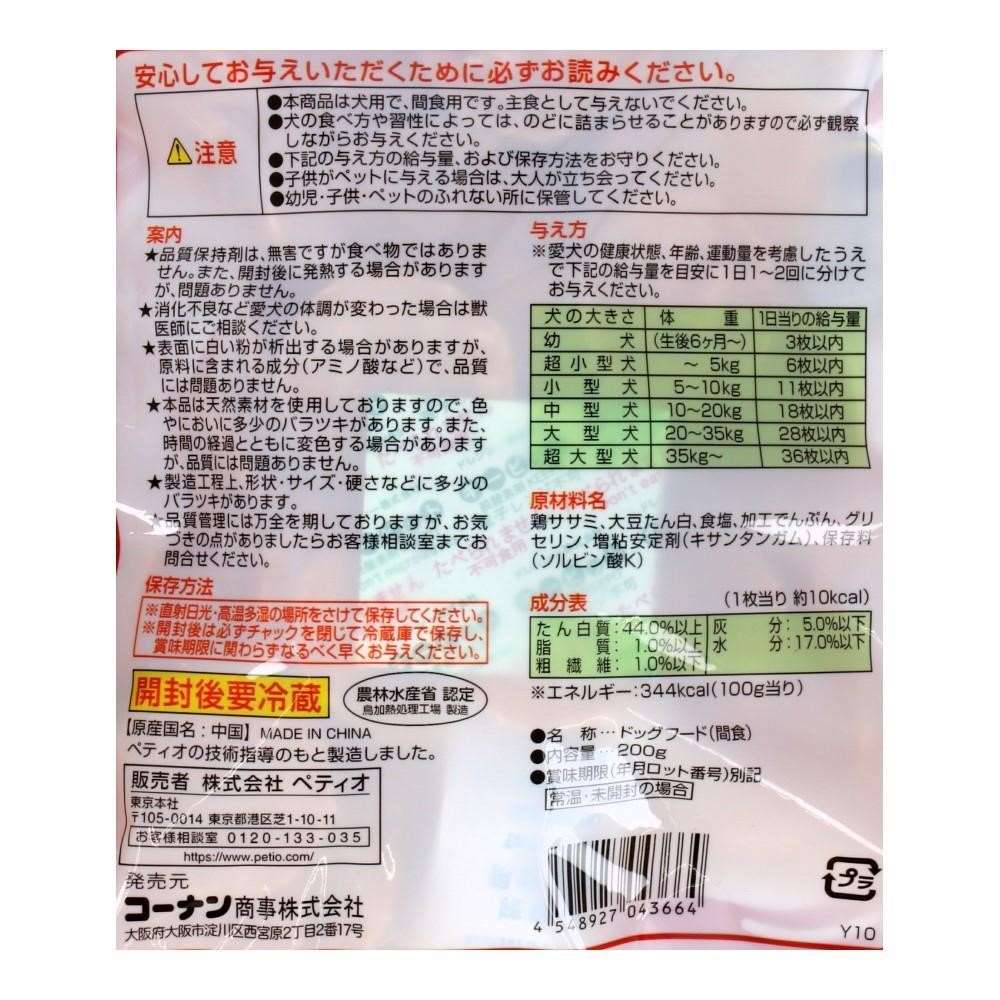 安心してお与えいただくために必ずお読みください。
注意
●本商品は犬用で、間食用です。主食として与えないでください。
●犬の食べ方や習性によっては、のどに詰まらせることがありますので必ず観察
しながらお与えください。
●下記の与え方の給与量、および保存方法をお守りください。
●子供がペットに与える場合は、大人が立ち会ってください。
●幼児・子供・ペットのふれない所に保管してください。
案内
★品質保持剤は、無害ですが食べ物ではありま
せん。また、開封後に発熱する場合があります
が、問題ありません。
★消化不良など愛犬の体調が変わった場合は獣
医師にご相談ください。
★表面に白い粉が析出する場合がありますが、
原料に含まれる成分(アミノ酸など)で、品質
には問題ありません。
★本品は天然素材を使用しておりますので、色
やにおいに多少のバラツキがあります。また、
時間の経過とともに変色する場合があります
が、品質には問題ありません。
★製造工程上、形状・サイズ・硬さなどに多少の
バラツキがあります。
★品質管理には万全を期しておりますが、お気
づきの点がありましたらお客様相談室までお
問合せください。
保存方法
※直射日光・高温多湿の場所をさけて保存してください。
※開封後は必ずチャックを閉じて冷蔵庫で保存し、
賞味期限に関わらずなるべく早くお与えください。
開封後要冷蔵
農林水産省 認定
鳥加熱処理工場 製造
【原産国名:中国】 MADE IN CHINA
ペティオの技術指導のもと製造しました。
販売者 株式会社 ペティオ
東京本社
〒105-0014 東京都港区芝1-10-11
お客様相談室 0120-133-035
https://www.petio.com/
発売元
コーナン商事株式会社
大阪府大阪市淀川区西宮原2丁目2番17号
与え方
※愛犬の健康状態、年齢、運動量を考慮したうえ
で下記の給与量を目安に1日1~2回に分けて
お与えください。
犬の大きさ 体 重 1日当りの給与量
幼 犬 (生後6ヶ月~) 3枚以内
超小型犬 ~ 5kg 6枚以内
小型犬 5~10kg 11枚以内
中型犬 10~20kg 18枚以内
大型犬 20~35kg 28枚以内
超大型犬 35kg~ 36枚以内
原材料名
鶏ササミ、大豆たん白、食塩、加工でんぷん、グリ
セリン、増粘安定剤(キサンタンガム)、保存料
(ソルビン酸K)
成分表 (1枚当り 約10kcal)
たん白質:44.0%以上 灰 分: 5.0%以下
脂 質: 1.0%以上 水 分:17.0%以下
粗繊維: 1.0%以下
※エネルギー:344kcal(100g当り)
●名 称…ドッグフード(間食)
●内容量…200g
●賞味期限(年月ロット番号)別記
常温・未開封の場合
4 548927 043664
プラ
Y10